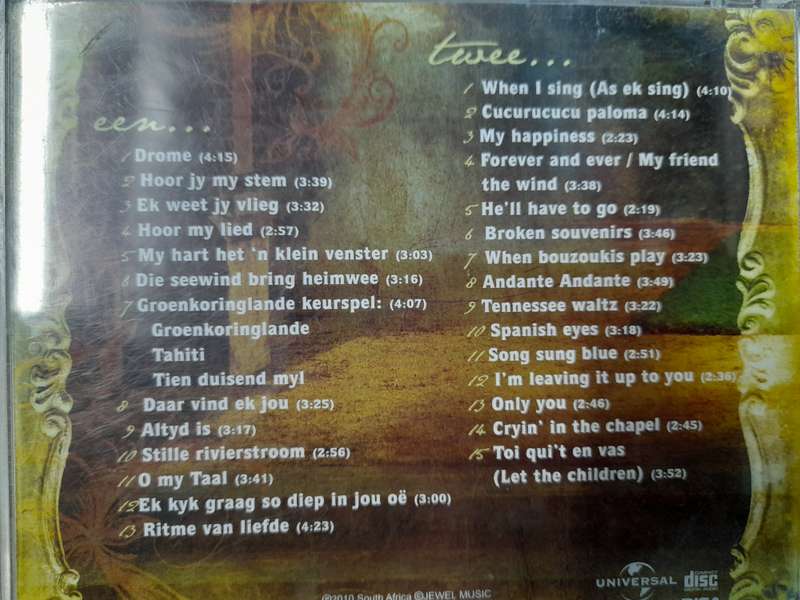 een...
1 Drome (4:15)
2 Hoor jy my stem (3:39)
3 Ek weet jy vlieg (3:32)
4 Hoor my lied (2:57)
5 My hart het 'n klein venster (3:03)
6 Die seewind bring heimwee (3:16)
7 Groenkoringlande keurspel: (4:07)
Groenkoringlande
Tahiti
Tien duisend myl
8 Daar vind ek jou (3:25)
9 Altyd is (3:17)
10 Stille rivierstroom (2:56)
11 O my Taal (3:41)
12 Ek kyk graag so diep in jou oë (3:00)
13 Ritme van liefde (4:23)
twee...
1 When I sing (As ek sing) (4:10)
2 Cucurucucu paloma (4:14)
3 My happiness (2:23)
4 Forever and ever / My friend
the wind (3:38)
5 He'll have to go (2:19)
6 Broken souvenirs (3:46)
7 When bouzoukis play (3:23)
8 Andante Andante (3:49)
9 Tennessee waltz (3:22)
10 Spanish eyes (3:18)
11 Song sung blue (2:51)
12 I'm leaving it up to you (2:36)
13 Only you (2:46)
14 Cryin' in the chapel (2:45)
15 Toi qui't en vas
(Let the children) (3:52)
℗2010 South Africa ©JEWEL MUSIC
UNIVERSAL
COMPACT
disc
DIGITAL AUDIO